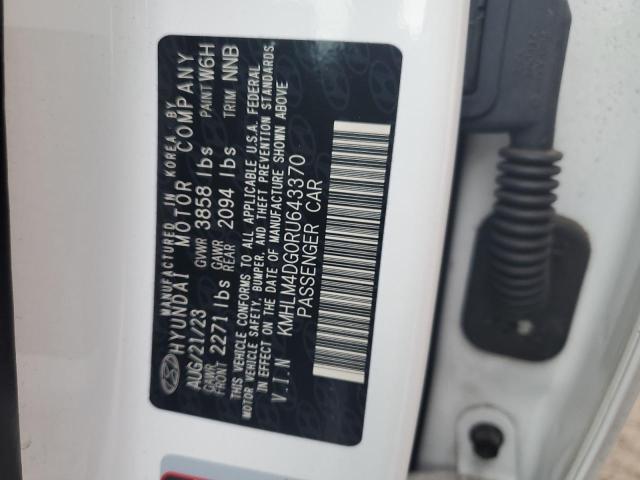 MANUFACTURED IN KOREA, BY
HYUNDAI MOTOR COMPANY
AUG/21/23 GVWR 3858 lbs PAINT W6H
GAWR FRONT 2271 lbs GAWR REAR 2094 lbs TRIM NNB
THIS VEHICLE CONFORMS TO ALL APPLICABLE U.S.A. FEDERAL
MOTOR VEHICLE SAFETY, BUMPER, AND THEFT PREVENTION STANDARDS.
IN EFFECT ON THE DATE OF MANUFACTURE SHOWN ABOVE
V.I.N KMHLM4DG0RU643370
PASSENGER CAR